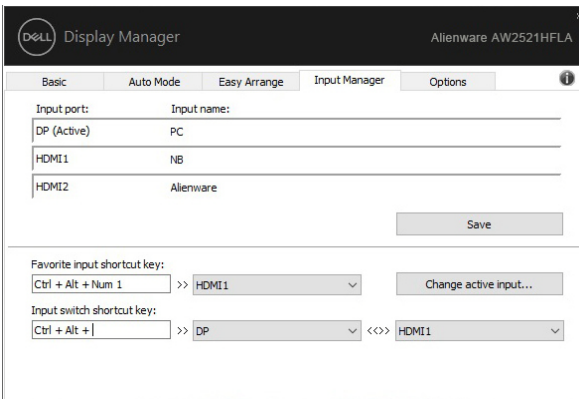 DELL Display Manager Alienware AW2521HFLA
Basic Auto Mode Easy Arrange Input Manager Options
Input port: Input name:
DP (Active) PC
HDMI1 NB
HDMI2 Alienware
Save
Favorite input shortcut key:
Ctrl + Alt + Num 1 >> HDMI1 Change active input...
Input switch shortcut key:
Ctrl + Alt + >> DP <<>> HDMI1